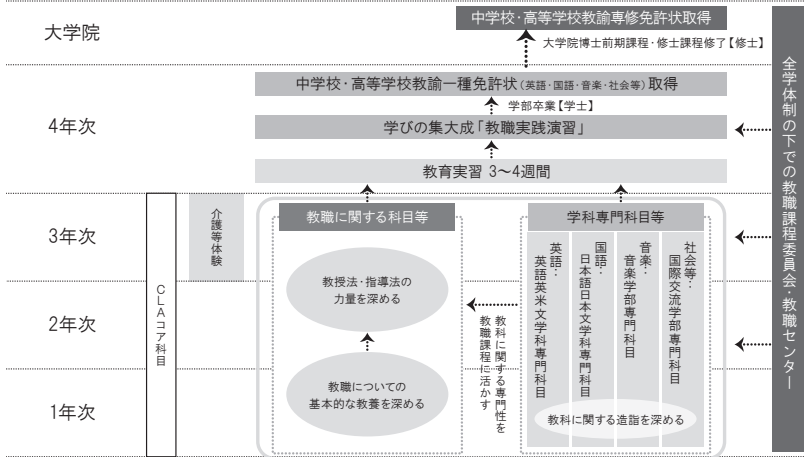 大学院
中学校・高等学校教諭専修免許状取得
大学院博士前期課程・修士課程修了【修士】
4年次
中学校・高等学校教諭一種免許状(英語・国語・音楽・社会等)取得
学部卒業【学士】
学びの集大成「教職実践演習」
教育実習 3〜4週間
3年次
2年次
1年次
CLAコア科目
介護等体験
教職に関する科目等
教授法・指導法の
力量を深める
教職についての
基本的な教養を深める
教科に関する専門性を
教職課程に活かす
学科専門科目等
英語:
英語英米文学科専門科目
国語:
日本語日本文学科専門科目
音楽:
音楽学部専門科目
社会等:
国際交流学部専門科目
教科に関する造詣を深める
全学体制の下での教職課程委員会・教職センター